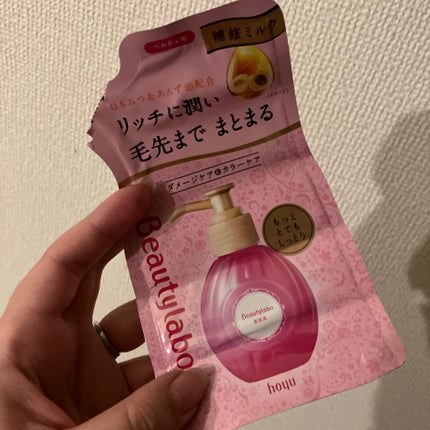 つめかえ用
補修ミルク
はちみつ&あんず油配合
リッチに潤い
毛先まで まとまる
ダメージケア&カラーケア
もっと
とても
しっとり
Beautylabo
Beautylabo
美容液
hoyu